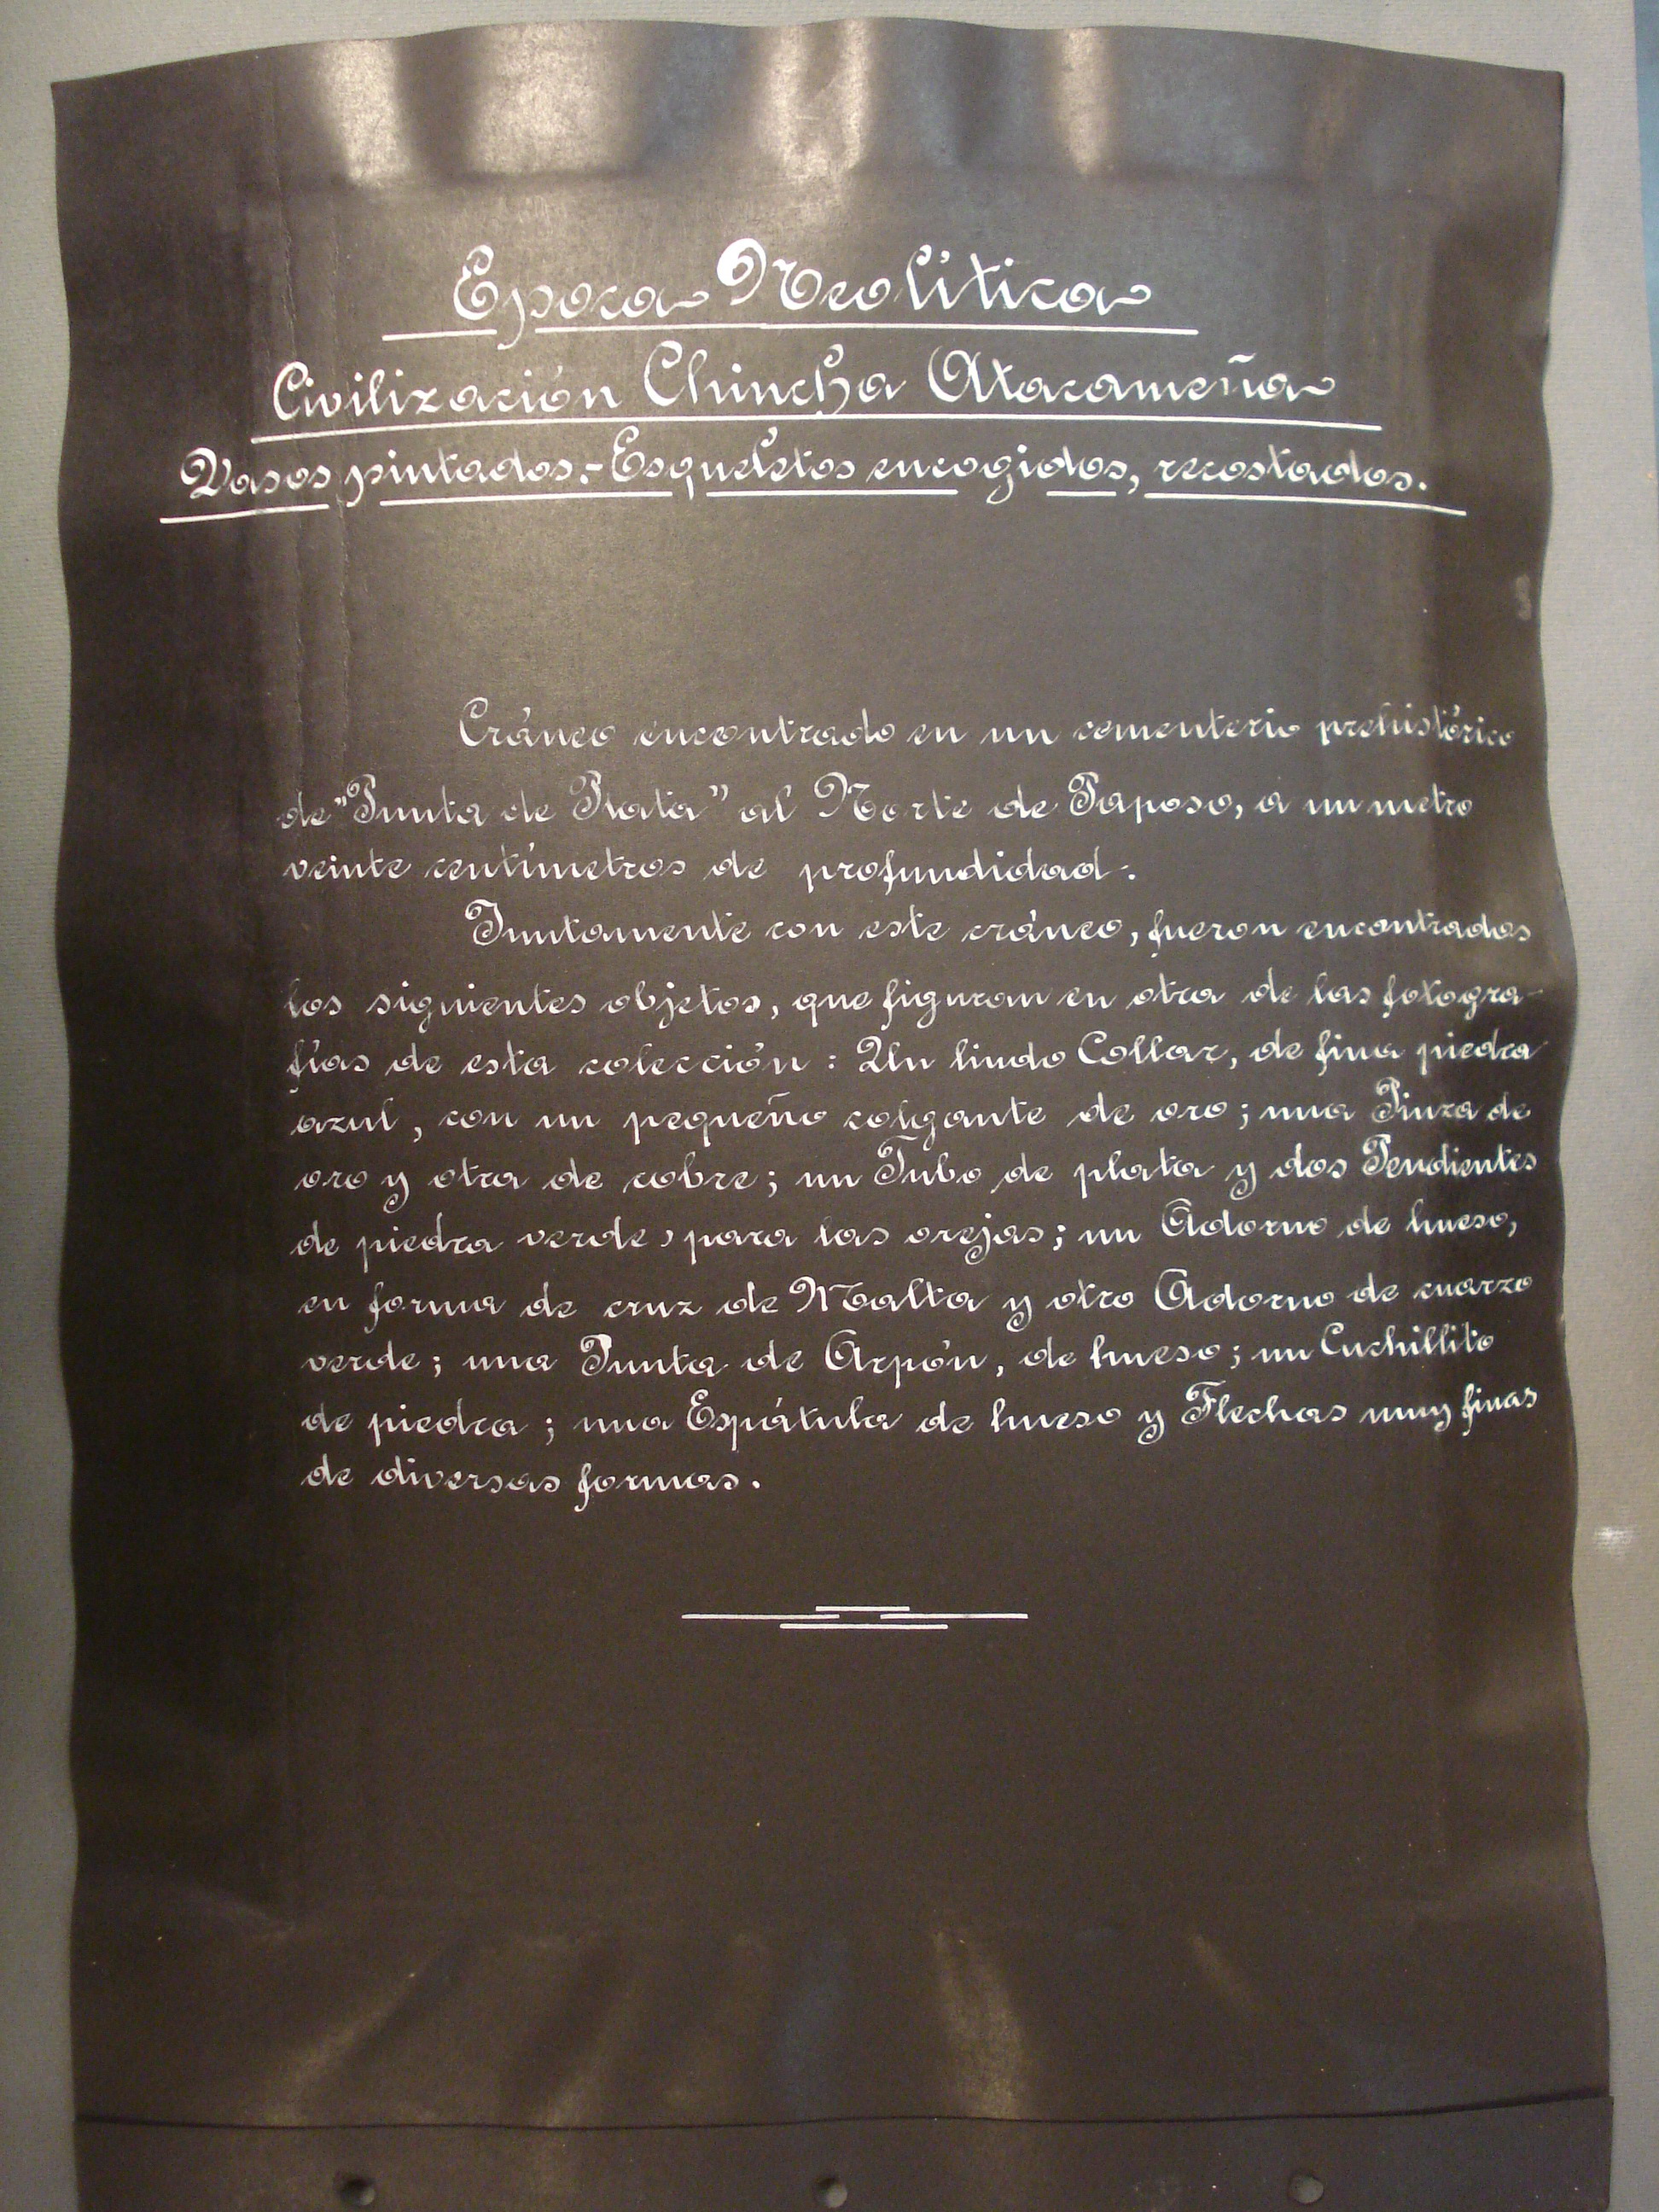 Epoca Neolítica
Civilización Chincha Atacameña
Vasos pintados.- Esqueletos encogidos, recostados.
Cráneo encontrado en un cementerio prehistórico
de "Punta de Plata" al Norte de Paposo, a un metro
veinte centímetros de profundidad.
Juntamente con este cráneo, fueron encontrados
los siguientes objetos, que figuran en otra de las fotogra-
fías de esta colección: Un lindo Collar, de fina piedra
azul, con un pequeño colgante de oro; una Pinza de
oro y otra de cobre; un Tubo de plata y dos Pendientes
de piedra verde, para las orejas; un Adorno de hueso,
en forma de cruz de Malta y otro Adorno de cuarzo
verde; una Punta de Arpón, de hueso; un Cuchillito
de piedra; una Espátula de hueso y Flechas muy finas
de diversas formas.